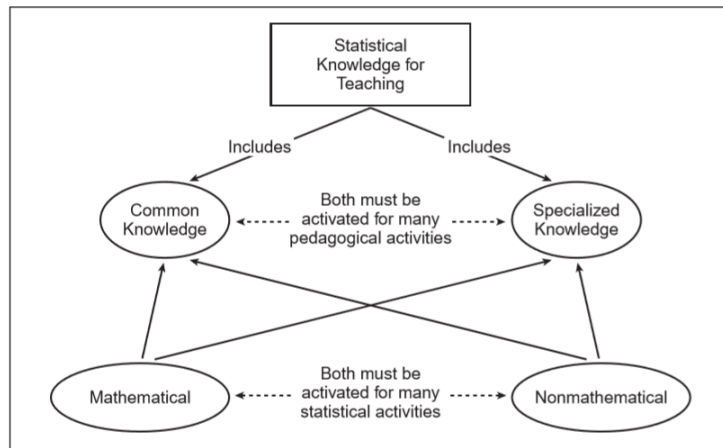 Statistical
Knowledge for
Teaching
Includes
Includes
Common
Knowledge
Both must be
activated for many
pedagogical activities
Specialized
Knowledge
Mathematical
Both must be
activated for many
statistical activities
Nonmathematical